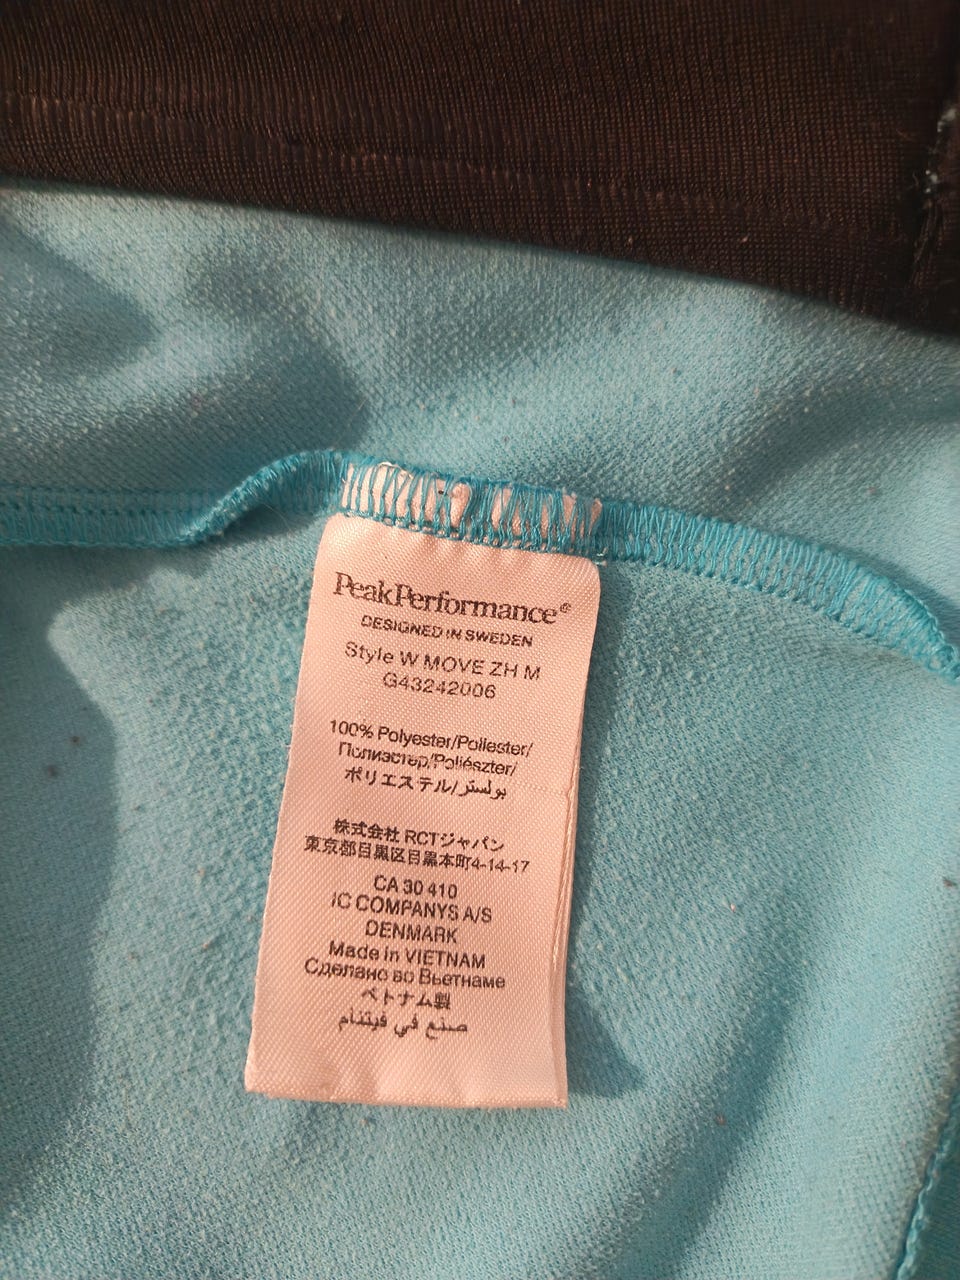 PeakPerformance®
DESIGNED IN SWEDEN
Style W MOVE ZH M
G43242006
100% Polyester/Poliester/
Полиэстер/Poliészter/
ポリエステル/بولستر
株式会社 RCTジャパン
東京都目黒区目黒本町4-14-17
CA 30 410
IC COMPANYS A/S
DENMARK
Made in VIETNAM
Сделано во Вьетнаме
ベトナム製
صنع في فيتنام